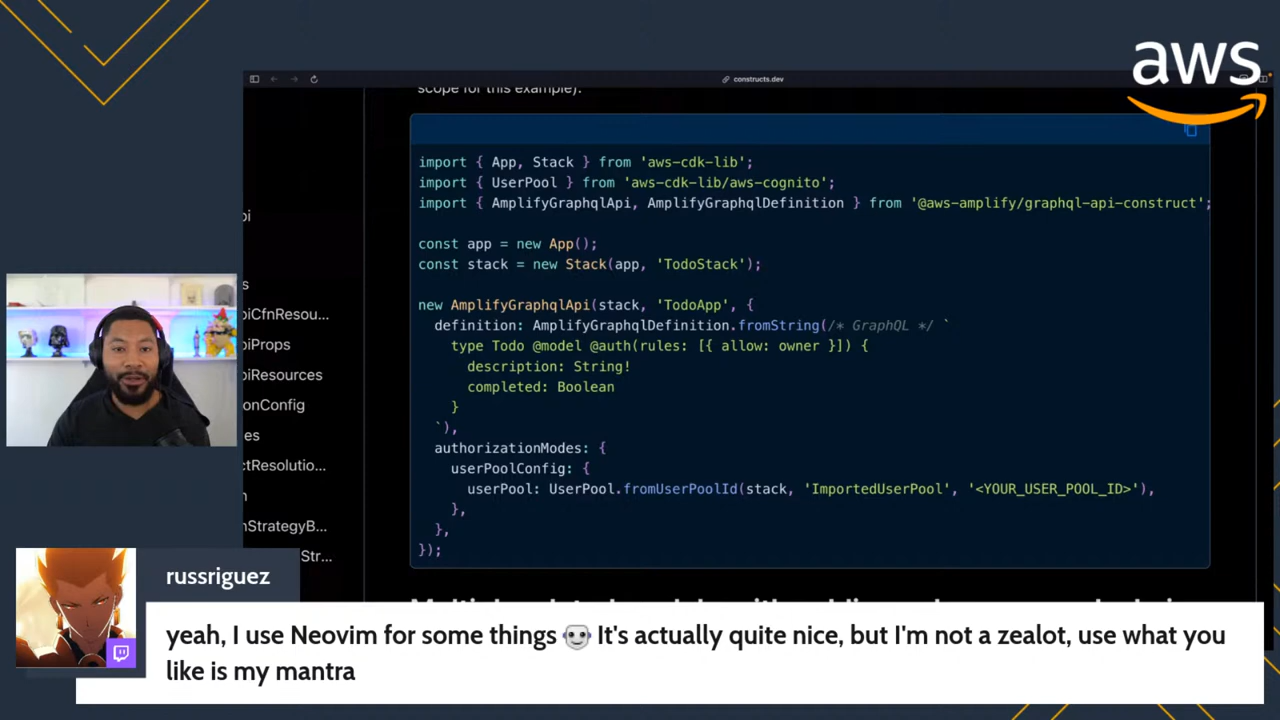 aws
constructs.dev
scope for this example).
import { App, Stack } from 'aws-cdk-lib';
import { UserPool } from 'aws-cdk-lib/aws-cognito';
import { AmplifyGraphqlApi, AmplifyGraphqlDefinition } from '@aws-amplify/graphql-api-construct';
const app = new App();
const stack = new Stack(app, 'TodoStack');
new AmplifyGraphqlApi(stack, 'TodoApp', {
definition: AmplifyGraphqlDefinition.fromString(/* GraphQL */ `
type Todo @model @auth(rules: [{ allow: owner }]) {
description: String!
completed: Boolean
}
`),
authorizationModes: {
userPoolConfig: {
userPool: UserPool.fromUserPoolId(stack, 'ImportedUserPool', '<YOUR_USER_POOL_ID>'),
},
},
});
pi
s
piCfnResou...
piProps
piResources
onConfig
es
ctResolutio...
n
nStrategyB...
Str...
russriguez
yeah, I use Neovim for some things It's actually quite nice, but I'm not a zealot, use what you
like is my mantra